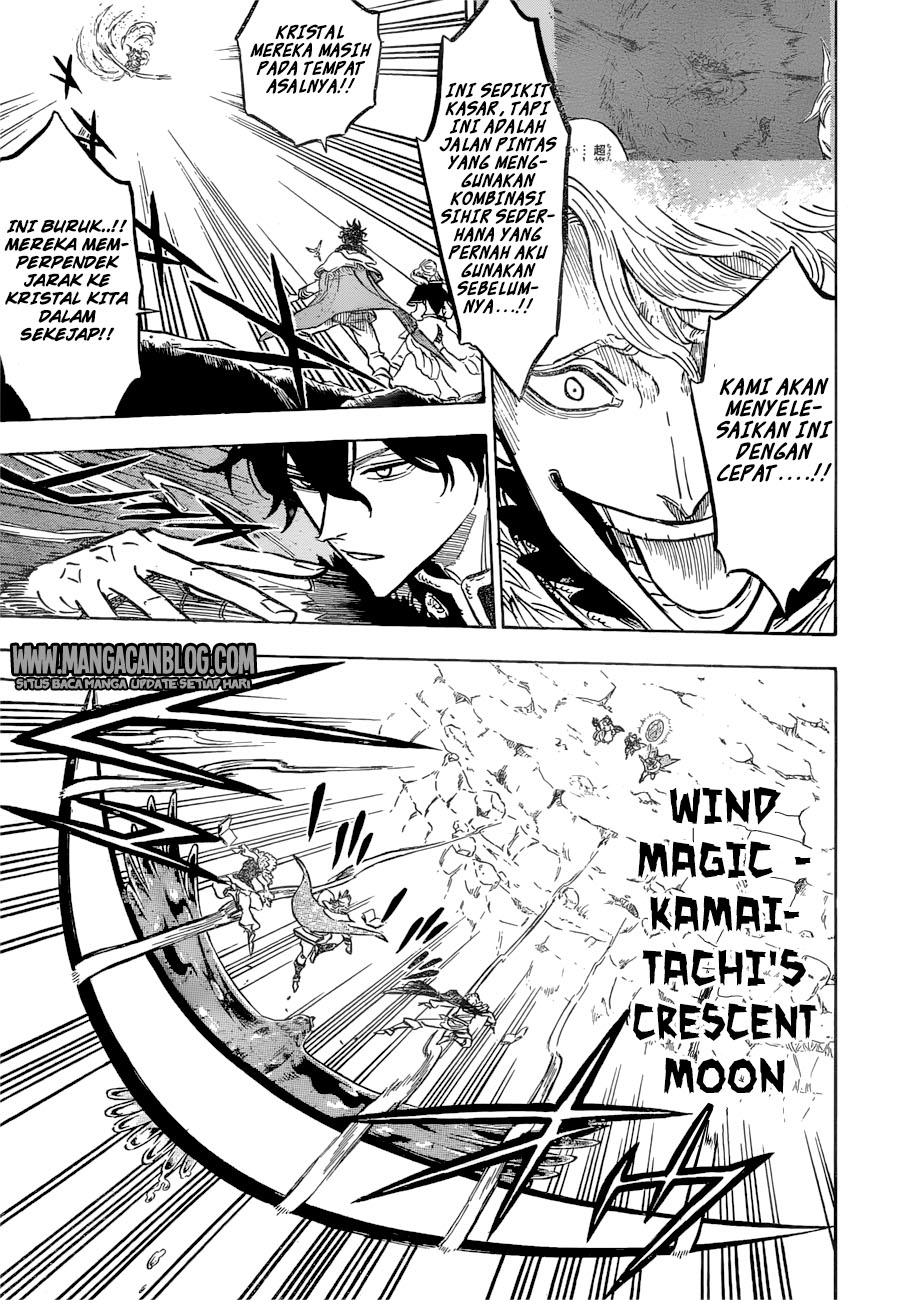 KAMI AKAN
MENYELE-
SAIKAN INI
DENGAN
CEPAT....!!
INI SEDIKIT
KASAR, TAPI
INI ADALAH
JALAN PINTAS
YANG MENG-
GUNAKAN
KOMBINASI
SIHIR SEDER-
HANA YANG
PERNAH AKU
GUNAKAN
SEBELUM-
NYA...!!
KRISTAL
MEREKA MASIH
PADA TEMPAT
ASALNYA!!
INI BURUK..!!
MEREKA MEM-
PERPENDEK
JARAK KE
KRISTAL KITA
DALAM
SEKEJAP!!
WWW.MANGACANBLOG.COM
SITUS BACA MANGA UPDATE SETIAP HARI
WIND
MAGIC -
KAMAI-
TACHI'S
CRESCENT
MOON